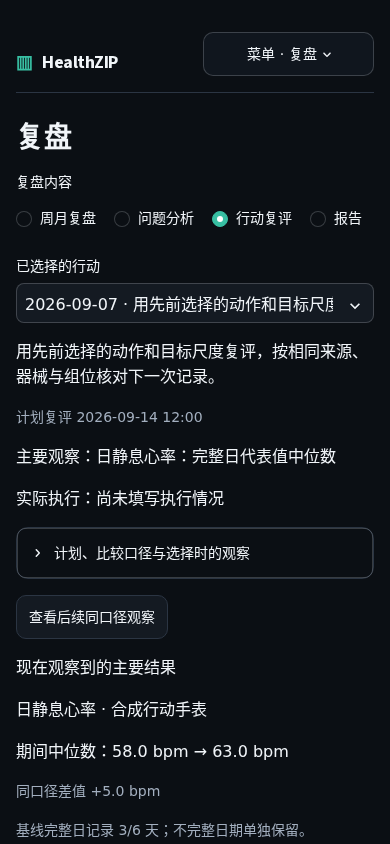 HealthZIP
菜单 · 复盘
复盘
复盘内容
周月复盘
问题分析
行动复评
报告
已选择的行动
2026-09-07 · 用先前选择的动作和目标尺度
用先前选择的动作和目标尺度复评，按相同来源、
器械与组位核对下一次记录。
计划复评 2026-09-14 12:00
主要观察：日静息心率：完整日代表值中位数
实际执行：尚未填写执行情况
计划、比较口径与选择时的观察
查看后续同口径观察
现在观察到的主要结果
日静息心率 · 合成行动手表
期间中位数：58.0 bpm → 63.0 bpm
同口径差值 +5.0 bpm
基线完整日记录 3/6 天；不完整日期单独保留。